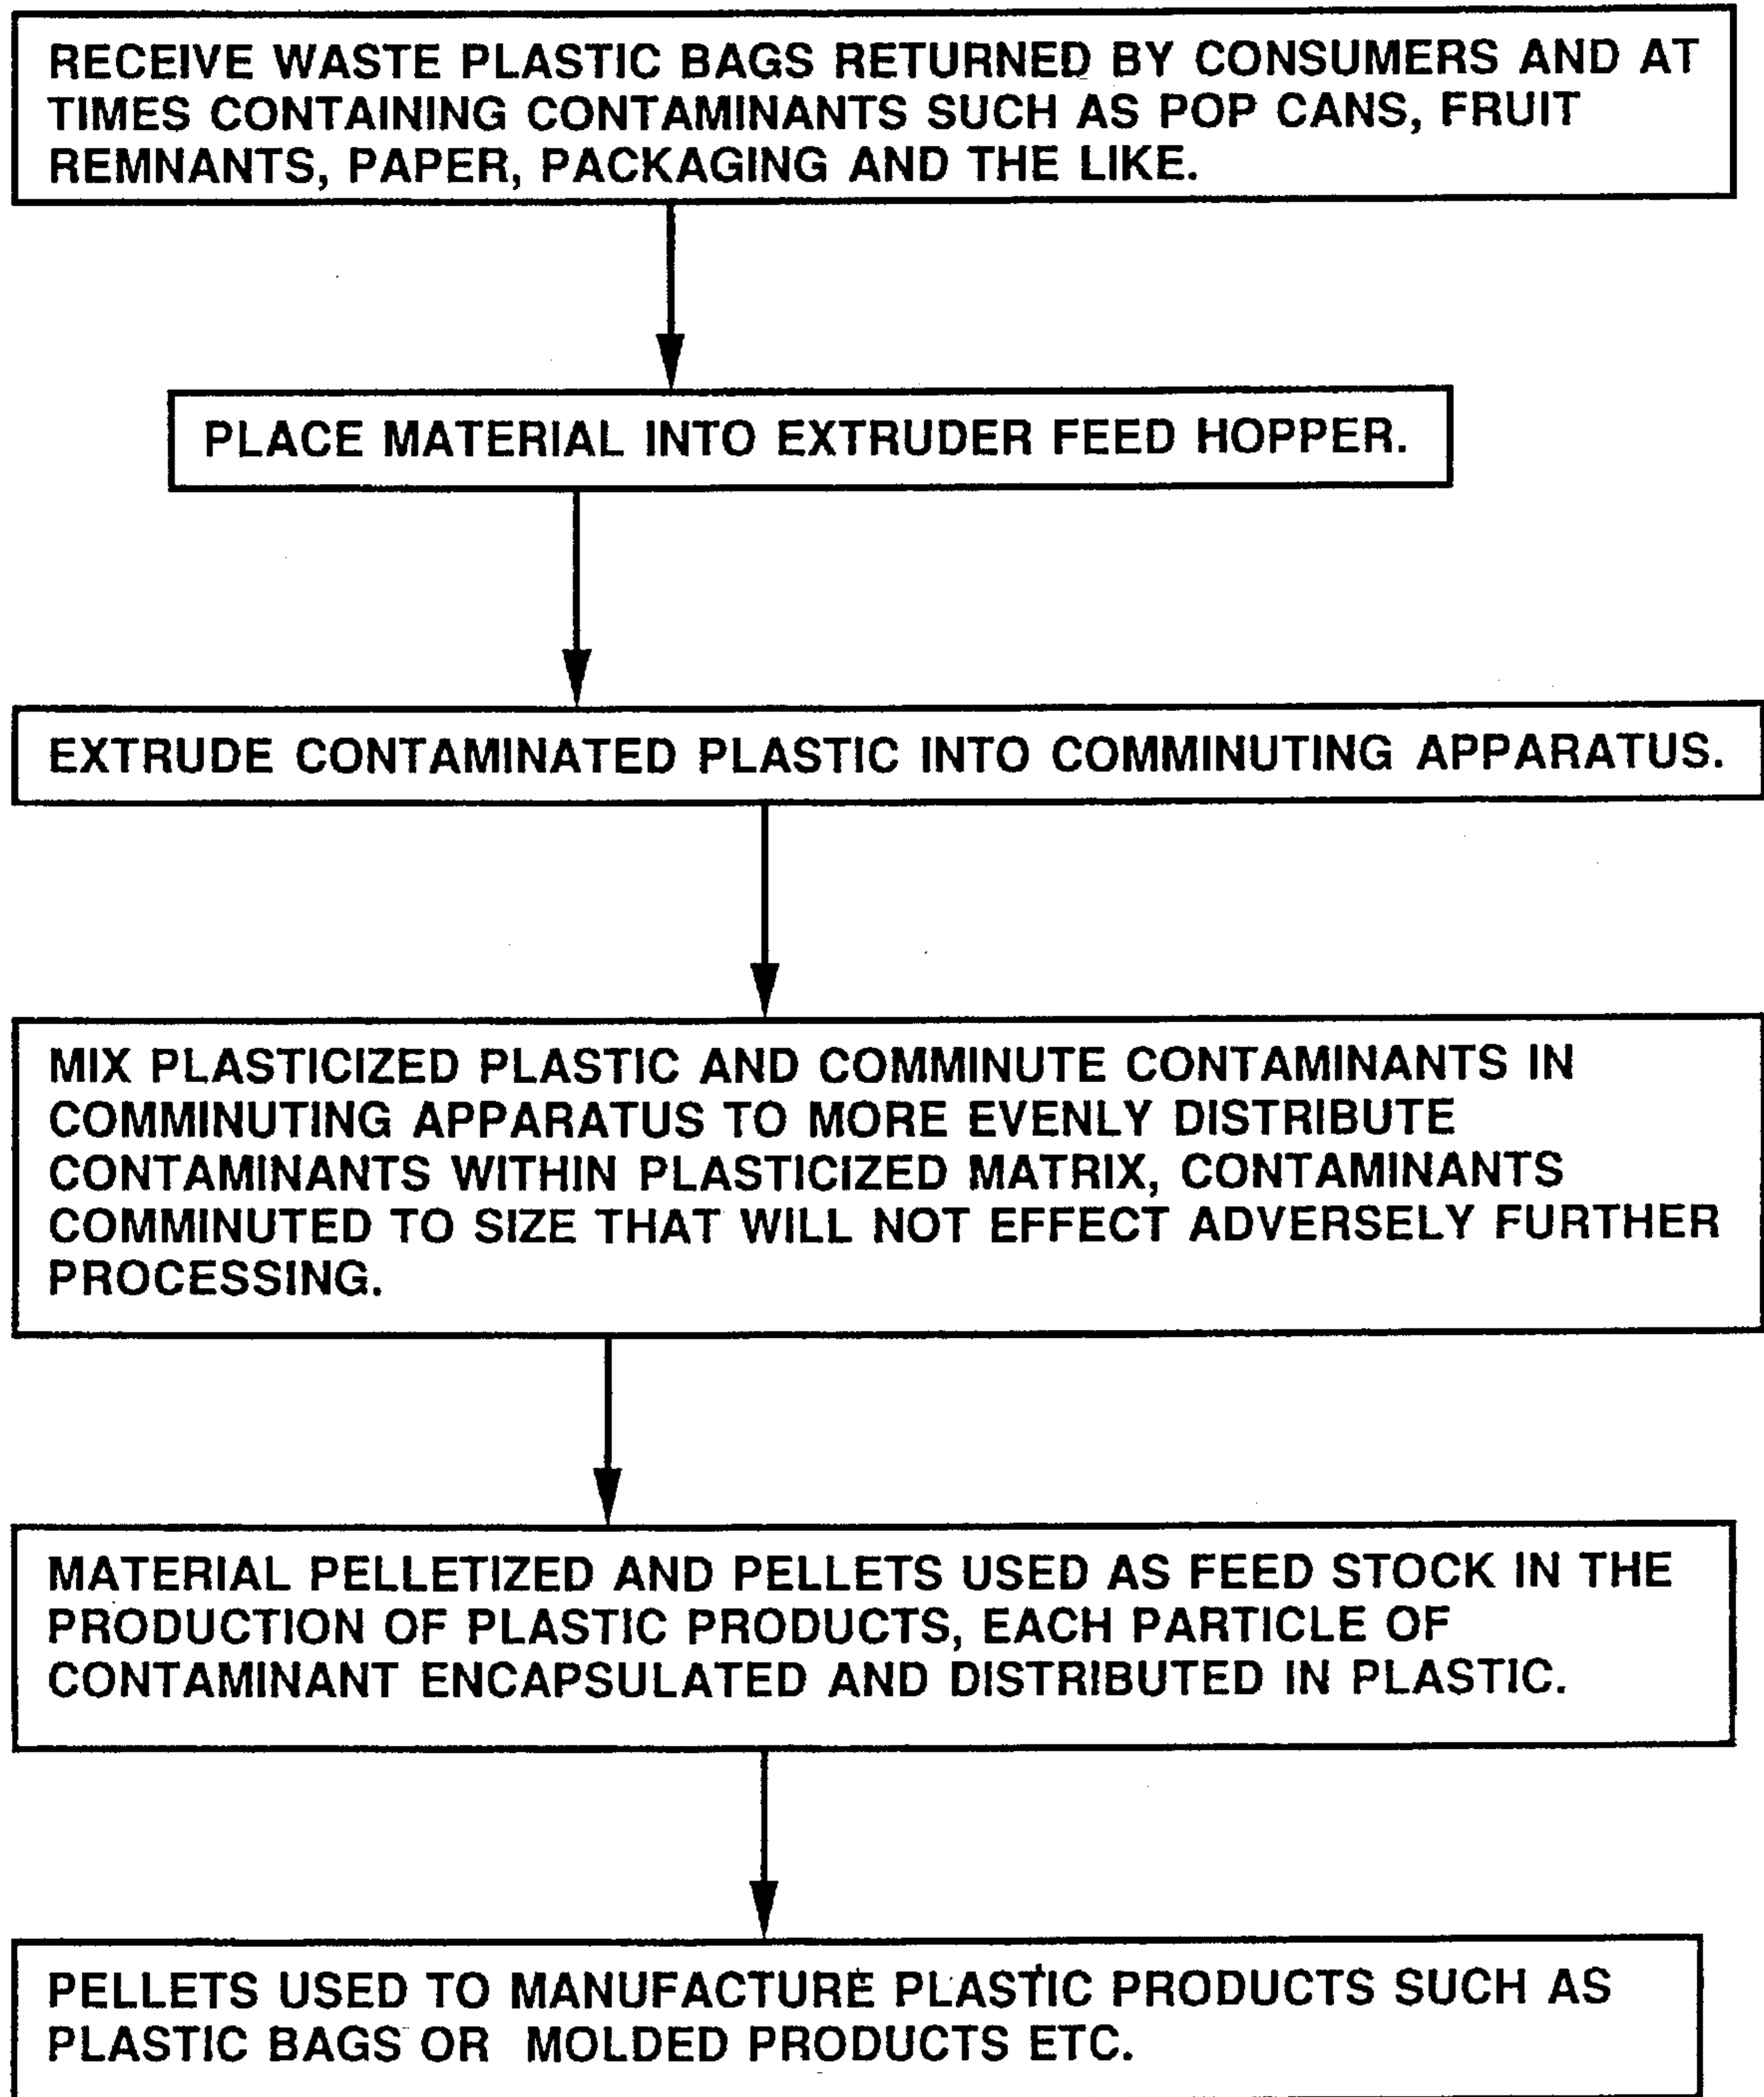 RECEIVE WASTE PLASTIC BAGS RETURNED BY CONSUMERS AND AT
TIMES CONTAINING CONTAMINANTS SUCH AS POP CANS, FRUIT
REMNANTS, PAPER, PACKAGING AND THE LIKE.
PLACE MATERIAL INTO EXTRUDER FEED HOPPER.
EXTRUDE CONTAMINATED PLASTIC INTO COMMINUTING APPARATUS.
MIX PLASTICIZED PLASTIC AND COMMINUTE CONTAMINANTS IN
COMMINUTING APPARATUS TO MORE EVENLY DISTRIBUTE
CONTAMINANTS WITHIN PLASTICIZED MATRIX, CONTAMINANTS
COMMINUTED TO SIZE THAT WILL NOT EFFECT ADVERSELY FURTHER
PROCESSING.
MATERIAL PELLETIZED AND PELLETS USED AS FEED STOCK IN THE
PRODUCTION OF PLASTIC PRODUCTS, EACH PARTICLE OF
CONTAMINANT ENCAPSULATED AND DISTRIBUTED IN PLASTIC.
PELLETS USED TO MANUFACTURE PLASTIC PRODUCTS SUCH AS
PLASTIC BAGS OR MOLDED PRODUCTS ETC.